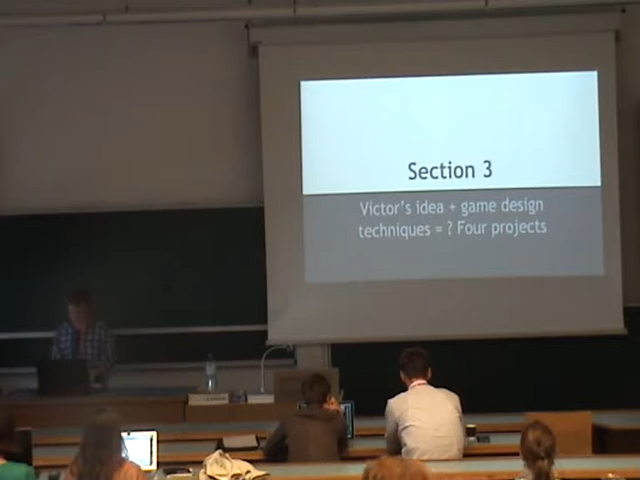 Section 3
Victor's idea + game design
techniques = ? Four projects